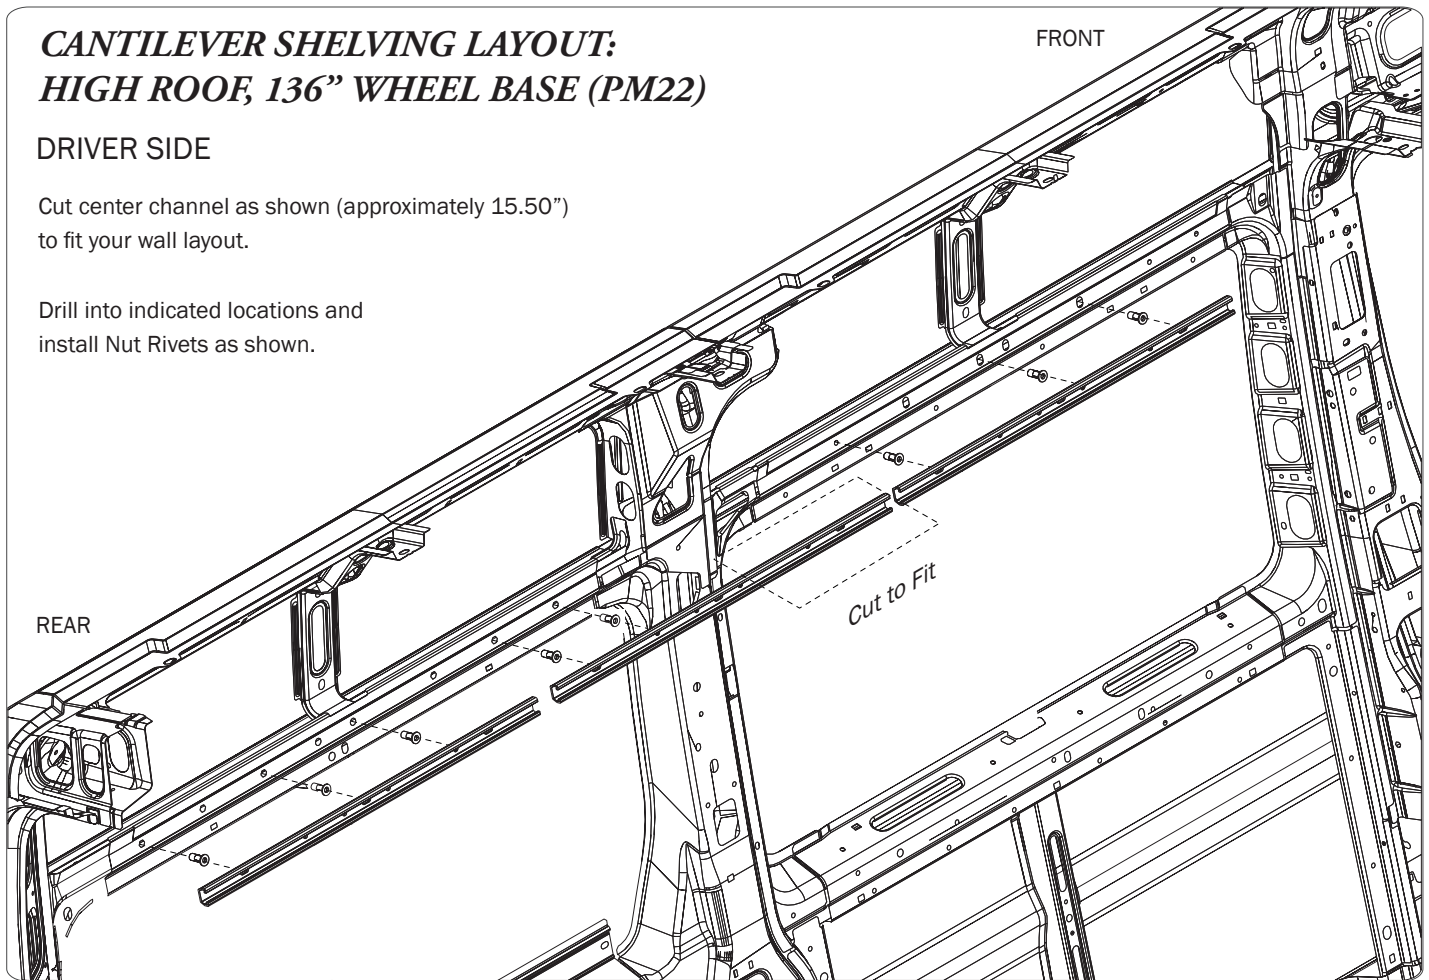 CANTILEVER SHELVING LAYOUT:
HIGH ROOF, 136” WHEEL BASE (PM22)
FRONT
DRIVER SIDE
Cut center channel as shown (approximately 15.50”)
to fit your wall layout.
Drill into indicated locations and
install Nut Rivets as shown.
Cut to Fit
REAR